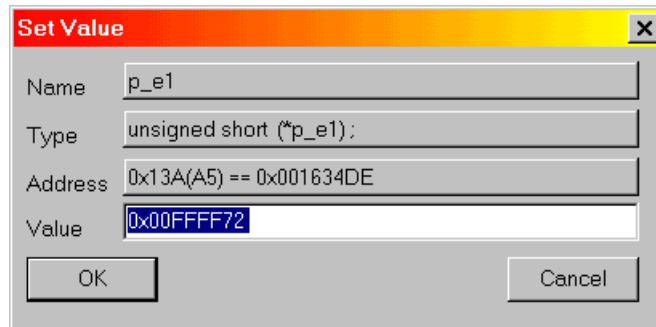 Set Value
Name p_e1
Type unsigned short (*p_e1) ;
Address 0x13A(A5) == 0x001634DE
Value 0x00FFFF72
OK Cancel